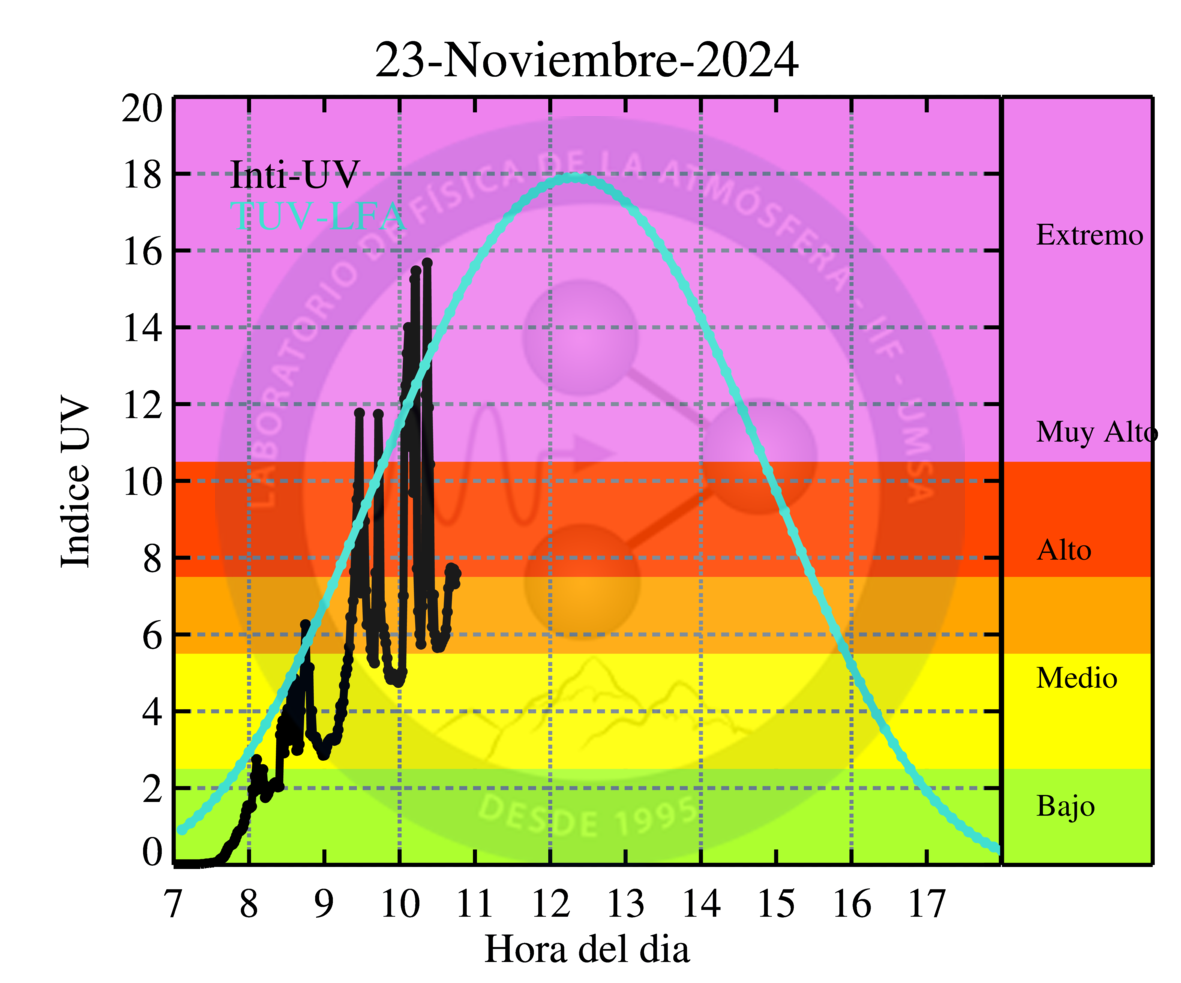 23-Noviembre-2024
20
18
16
14
12
10
8
6
4
2
0
Indice UV
Inti-UV
TUV-LFA
LABORATORIO DE FÍSICA DE LA ATMÓSFERA - IIF - UMSA
DESDE 1995
Extremo
Muy Alto
Alto
Medio
Bajo
7 8 9 10 11 12 13 14 15 16 17
Hora del dia